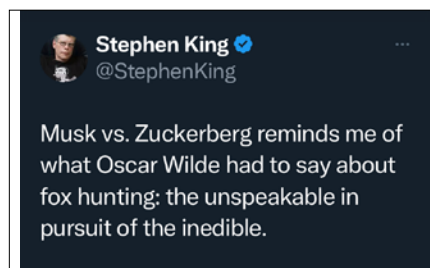 Stephen King
@StephenKing
Musk vs. Zuckerberg reminds me of
what Oscar Wilde had to say about
fox hunting: the unspeakable in
pursuit of the inedible.